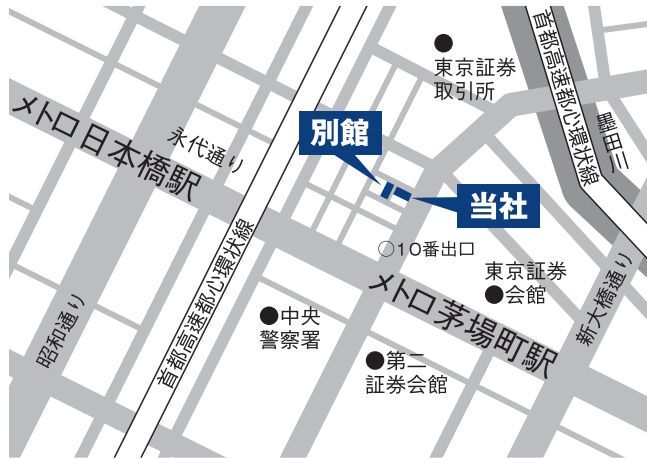 東京証券
取引所
首都高速都心環状線
墨田川
メトロ日本橋駅
永代通り
別館
当社
○10番出口
東京証券
●会館
首都高速都心環状線
新大橋通り
昭和通り
●中央
警察署
メトロ茅場町駅
●第二
証券会館